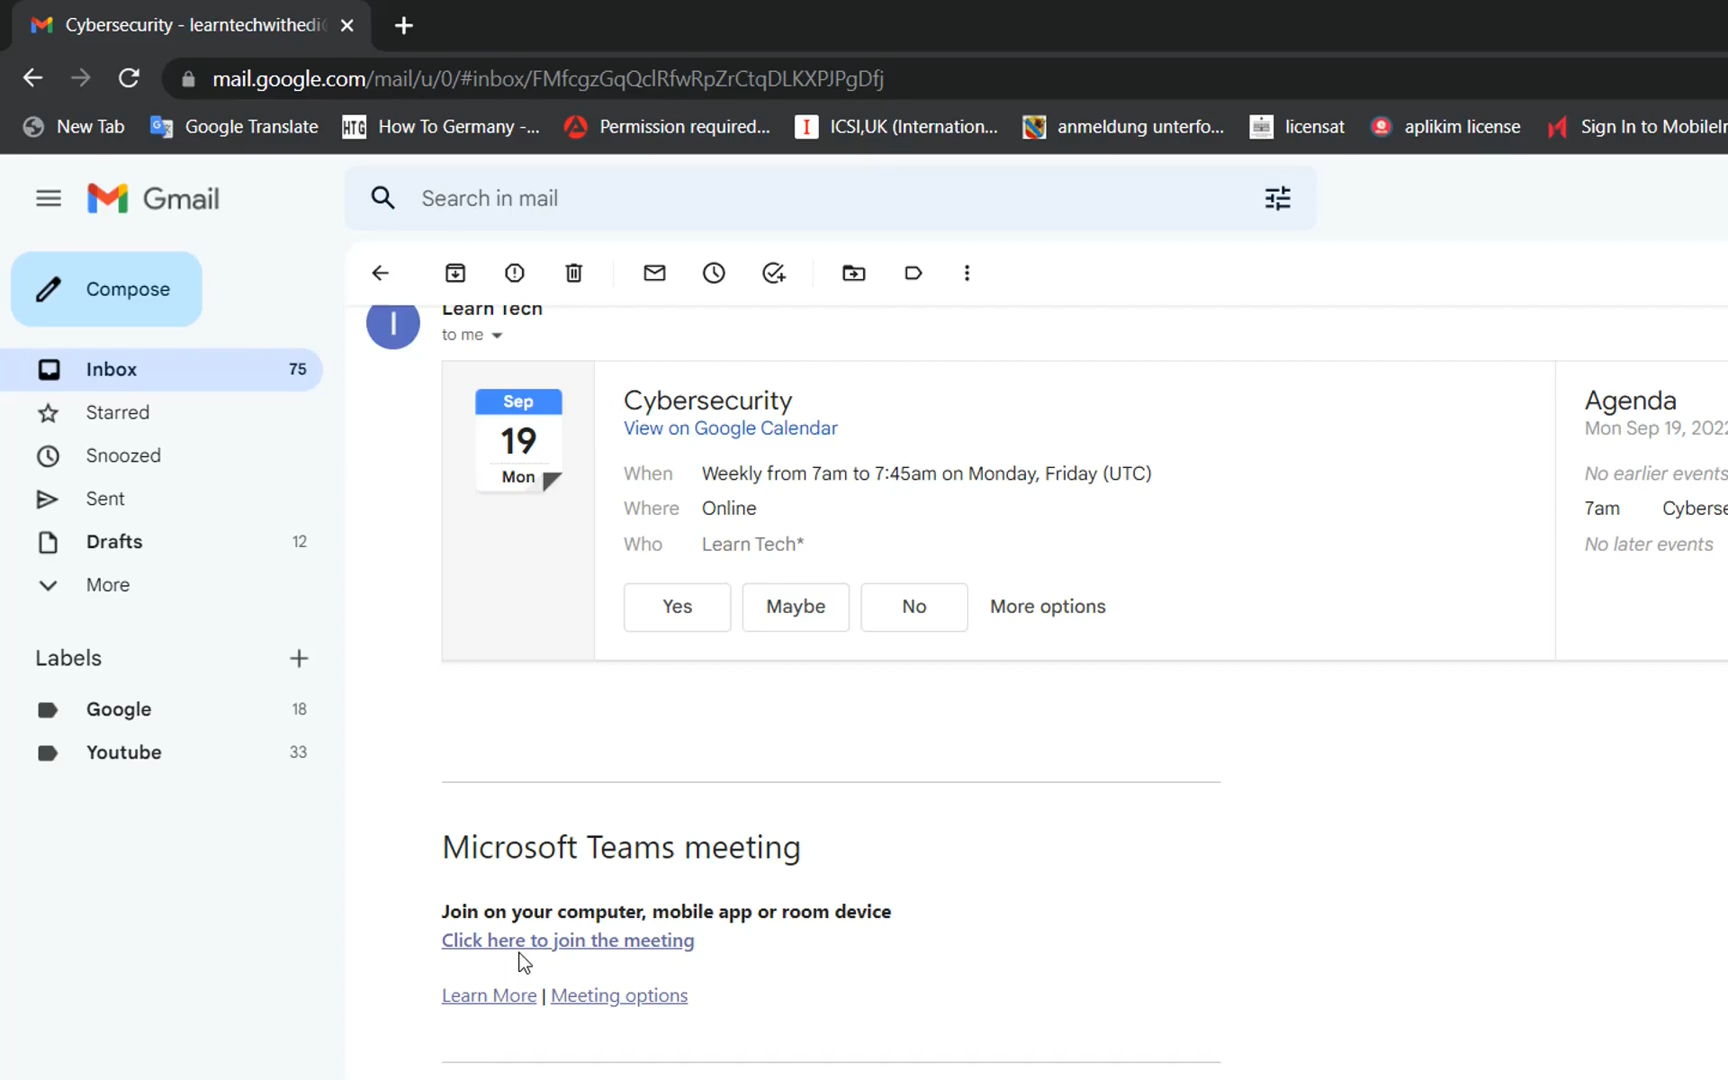 Cybersecurity - learntechwithedi
mail.google.com/mail/u/0/#inbox/FMfcgzGqQclRfwRpZrCtqDLKXPJPgDfj
New Tab Google Translate HTG How To Germany -... Permission required... I ICSI,UK (Internation... anmeldung unterfo... licensat aplikim license Sign In to MobileIr
Gmail
Search in mail
Compose
Inbox 75
Starred
Snoozed
Sent
Drafts 12
More
Labels
Google 18
Youtube 33
I
Learn Tech
to me
Sep
19
Mon
Cybersecurity
View on Google Calendar
When Weekly from 7am to 7:45am on Monday, Friday (UTC)
Where Online
Who Learn Tech*
Yes Maybe No More options
Agenda
Mon Sep 19, 2022
No earlier events
7am Cyberse
No later events
Microsoft Teams meeting
Join on your computer, mobile app or room device
Click here to join the meeting
Learn More | Meeting options